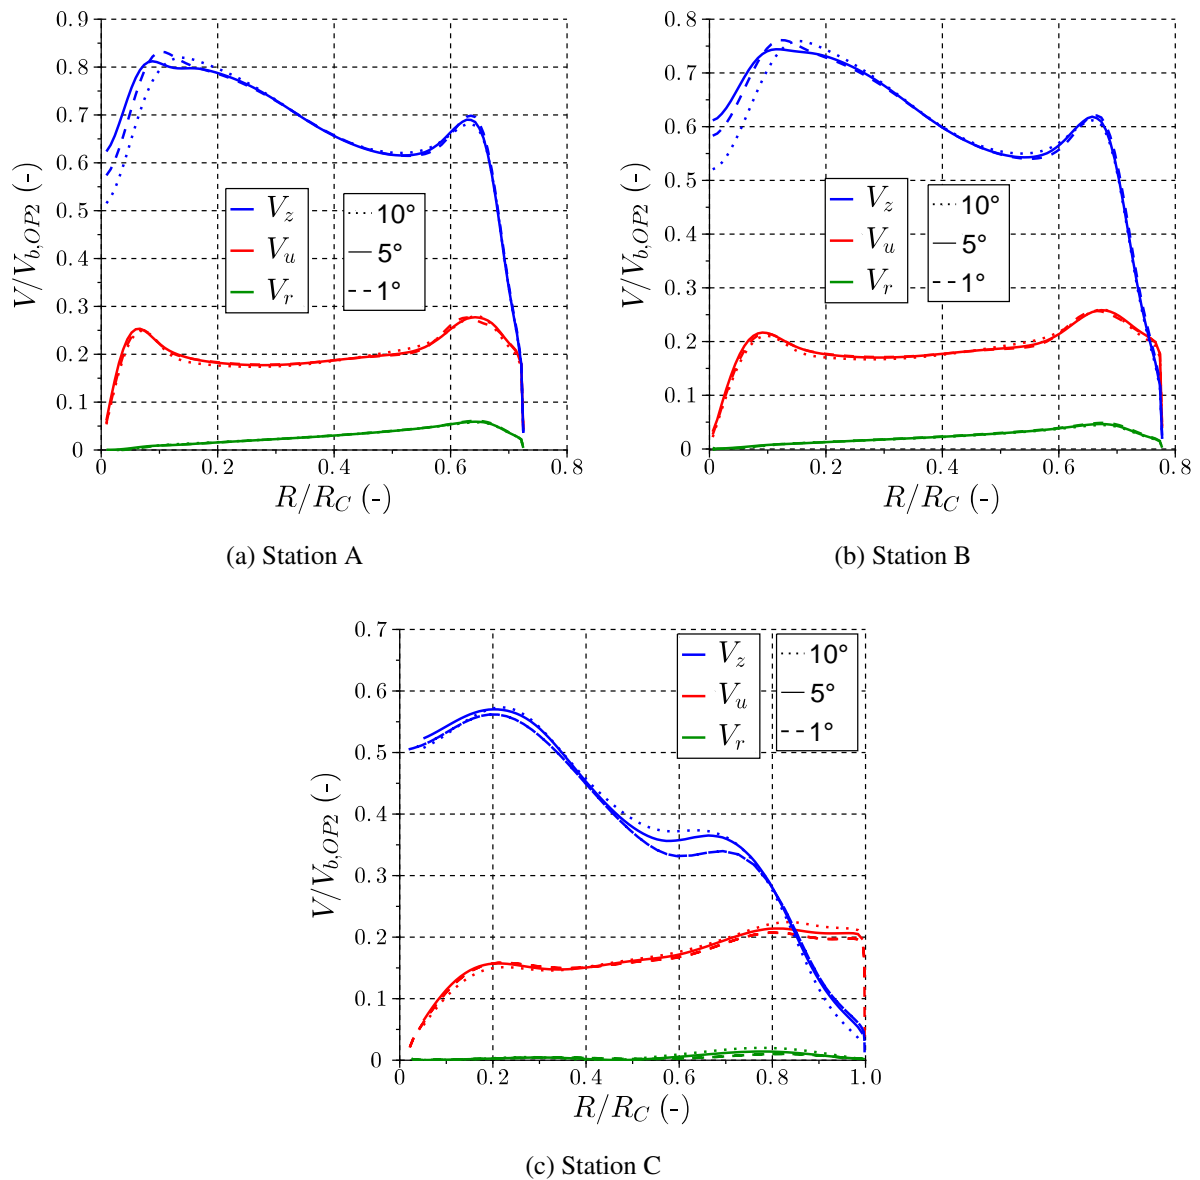 0.9
0.8
0.7
0.6
0.5
0.4
0.3
0.2
0.1
0
0 0.2 0.4 0.6 0.8
V/V_{b,OP2} (-)
R/R_C (-)
V_z
V_u
V_r
10°
5°
1°
(a) Station A
0.8
0.7
0.6
0.5
0.4
0.3
0.2
0.1
0
0 0.2 0.4 0.6 0.8
V/V_{b,OP2} (-)
R/R_C (-)
V_z
V_u
V_r
10°
5°
1°
(b) Station B
0.7
0.6
0.5
0.4
0.3
0.2
0.1
0
0 0.2 0.4 0.6 0.8 1.0
V/V_{b,OP2} (-)
R/R_C (-)
V_z
V_u
V_r
10°
5°
1°
(c) Station C